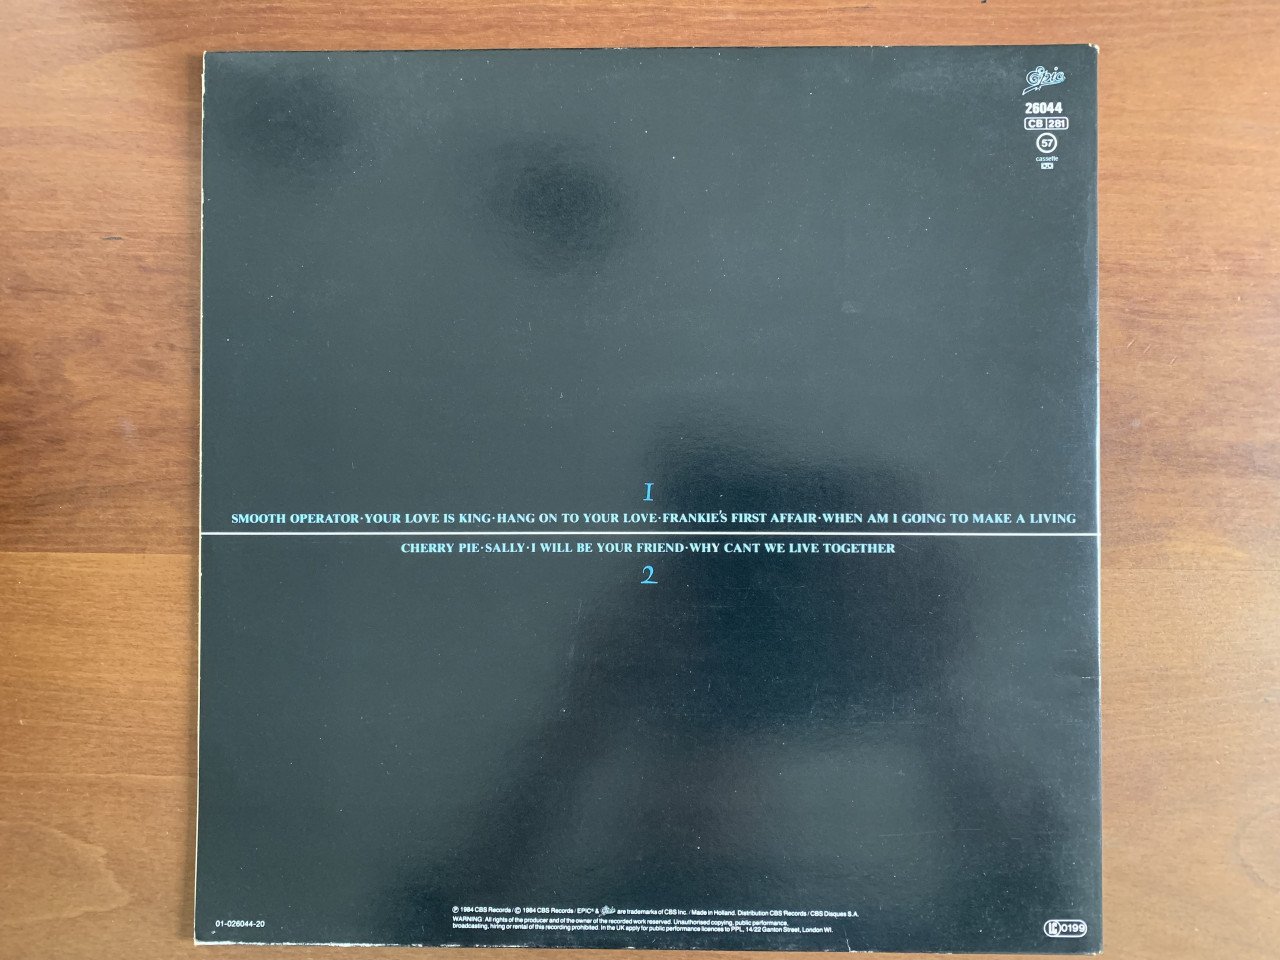 Epic
26044
CB 281
57
cassette
1
SMOOTH OPERATOR·YOUR LOVE IS KING·HANG ON TO YOUR LOVE·FRANKIE'S FIRST AFFAIR·WHEN AM I GOING TO MAKE A LIVING
CHERRY PIE·SALLY·I WILL BE YOUR FRIEND·WHY CANT WE LIVE TOGETHER
2
℗ 1984 CBS Records / © 1984 CBS Records / EPIC® & Epic are trademarks of CBS Inc. / Made in Holland. Distribution CBS Records / CBS Disques S.A.
WARNING All rights of the producer and of the owner of the recorded work reserved. Unauthorised copying, public performance,
broadcasting, hiring or rental of this recording prohibited. In the UK apply for public performance licences to PPL, 14/22 Ganton Street, London WI.
01-026044-20
LC 0199